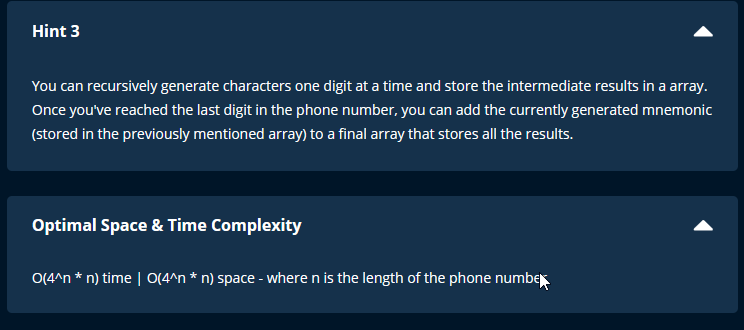 Hint 3
You can recursively generate characters one digit at a time and store the intermediate results in a array.
Once you've reached the last digit in the phone number, you can add the currently generated mnemonic
(stored in the previously mentioned array) to a final array that stores all the results.
Optimal Space & Time Complexity
O(4^n * n) time | O(4^n * n) space - where n is the length of the phone number